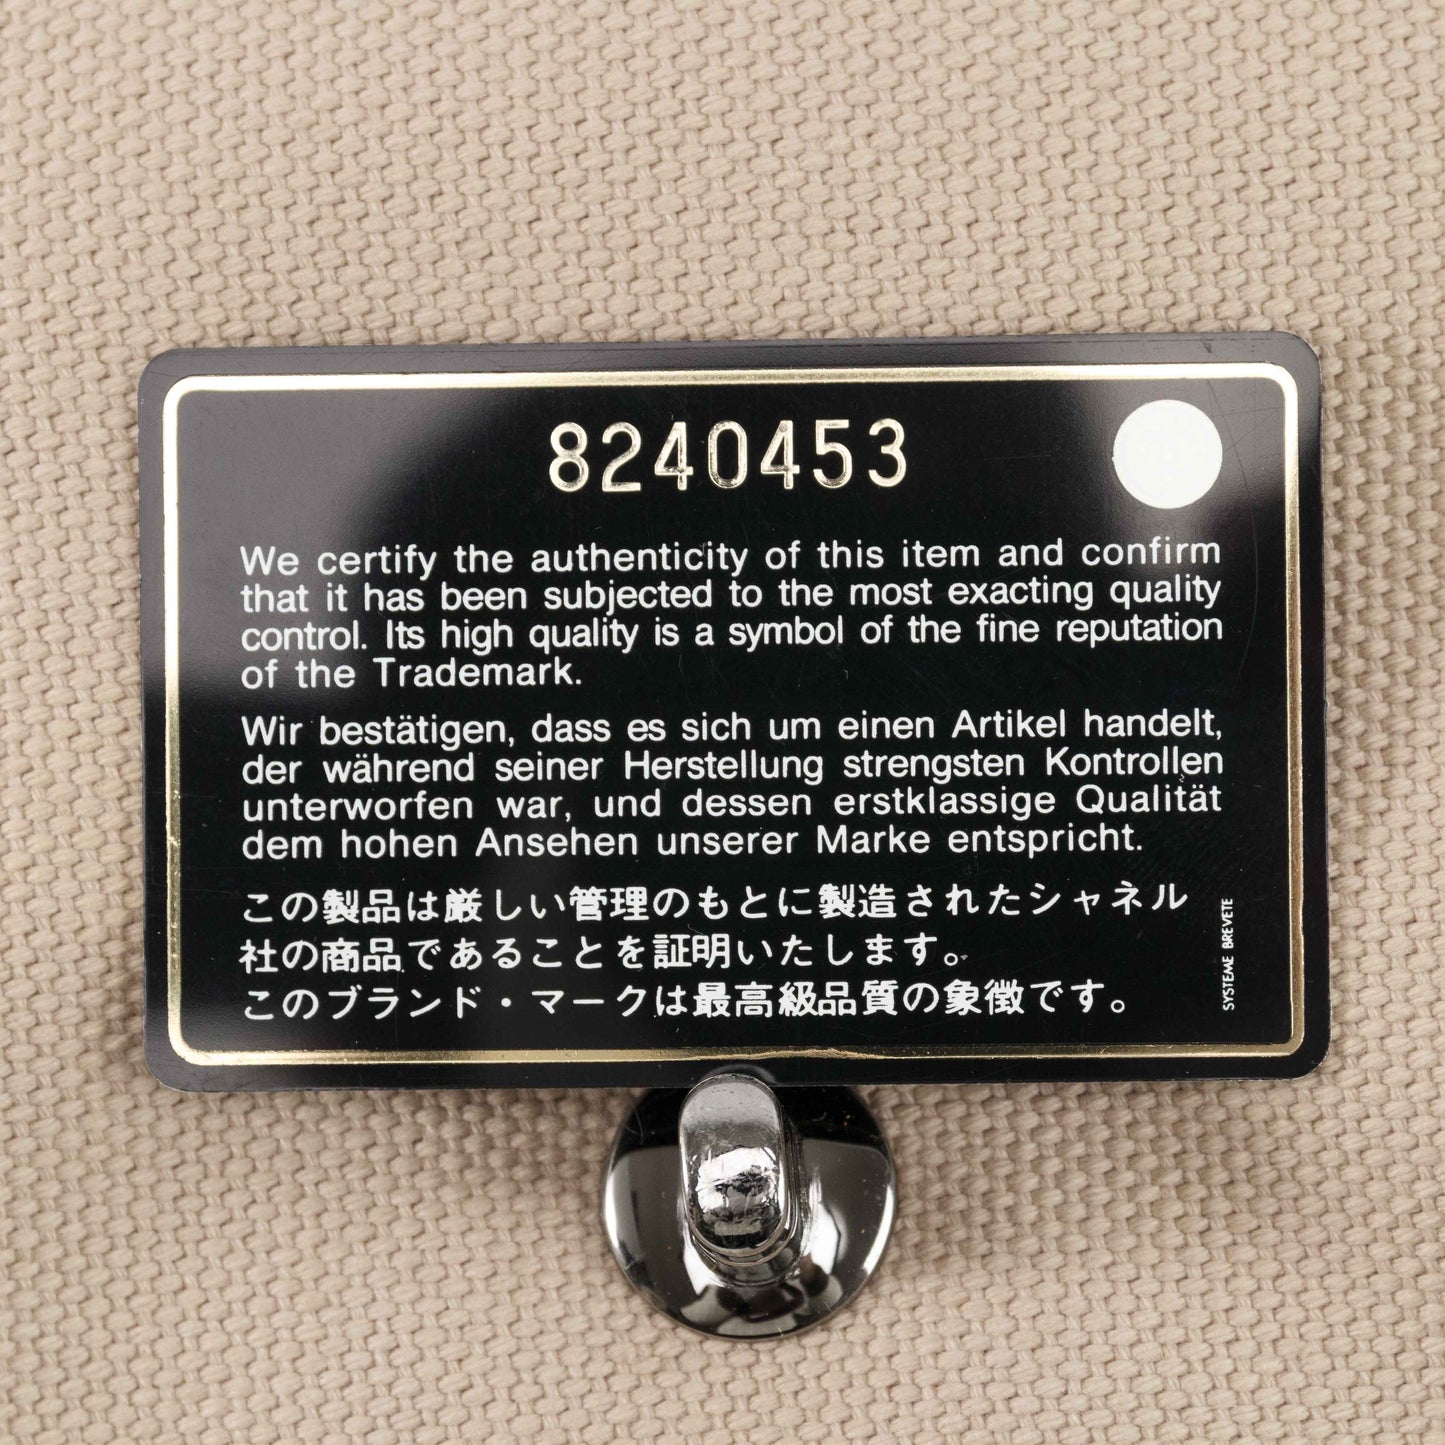 8240453
We certify the authenticity of this item and confirm
that it has been subjected to the most exacting quality
control. Its high quality is a symbol of the fine reputation
of the Trademark.
Wir bestätigen, dass es sich um einen Artikel handelt,
der während seiner Herstellung strengsten Kontrollen
unterworfen war, und dessen erstklassige Qualität
dem hohen Ansehen unserer Marke entspricht.
この製品は厳しい管理のもとに製造されたシャネル
社の商品であることを証明いたします。
このブランド・マークは最高級品質の象徴です。
SYSTEME BREVETE